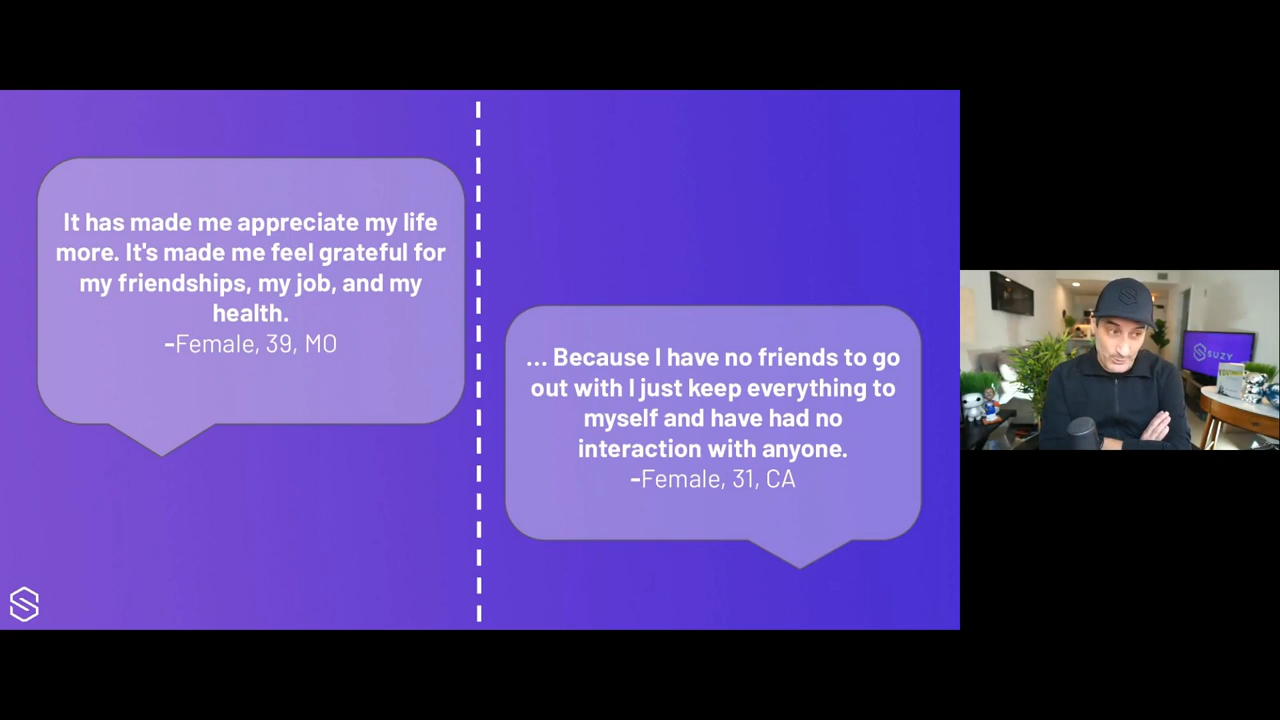 It has made me appreciate my life
more. It's made me feel grateful for
my friendships, my job, and my
health.
-Female, 39, MO
... Because I have no friends to go
out with I just keep everything to
myself and have had no
interaction with anyone.
-Female, 31, CA
SUZY